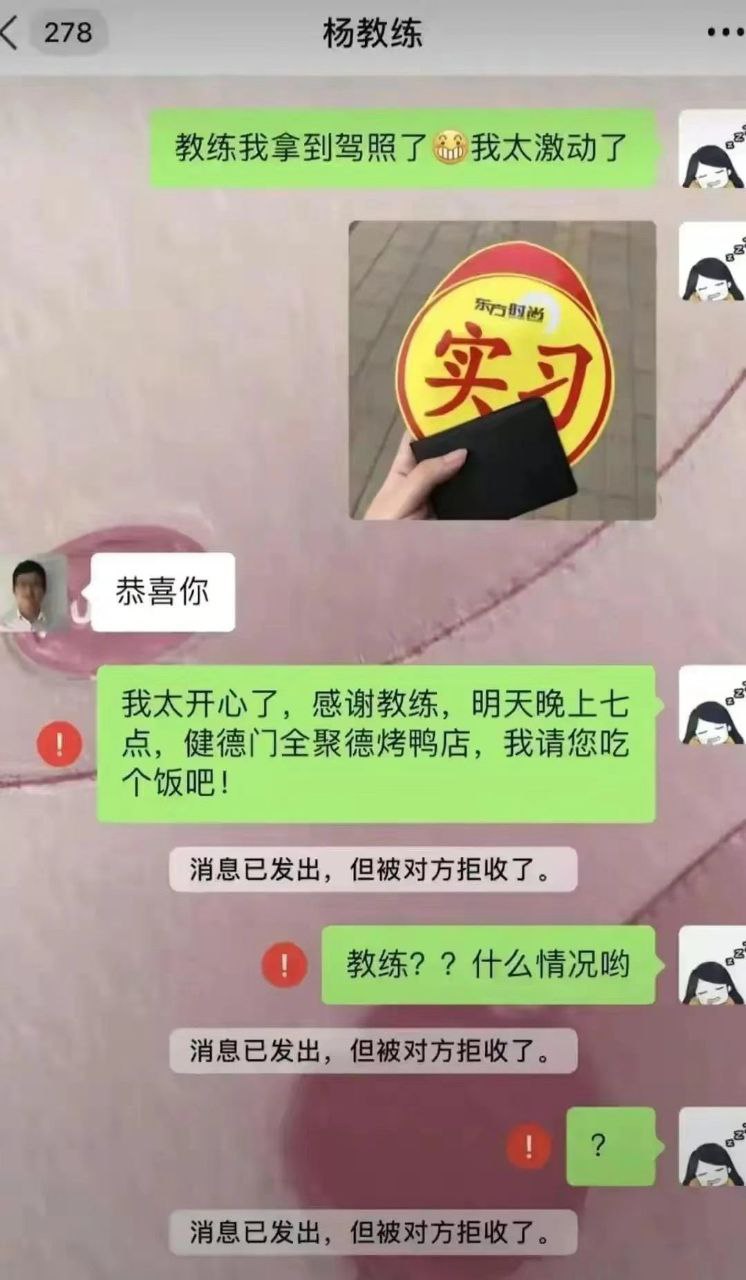 278
杨教练
教练我拿到驾照了😁我太激动了
东方时尚
实习
恭喜你
我太开心了，感谢教练，明天晚上七
点，健德门全聚德烤鸭店，我请您吃
个饭吧！
消息已发出，但被对方拒收了。
教练？？什么情况哟
消息已发出，但被对方拒收了。
？
消息已发出，但被对方拒收了。